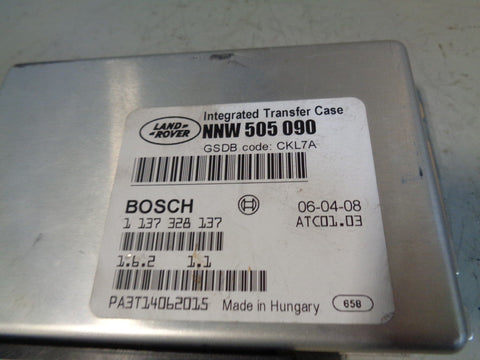 Integrated Transfer Case
LAND-
-ROVER
NNW 505 090
GSDB code: CKL7A
BOSCH
06-04-08
1 137 328 137
ATC01.03
1.6.2 1.1
PA3T14062015 Made in Hungary 658